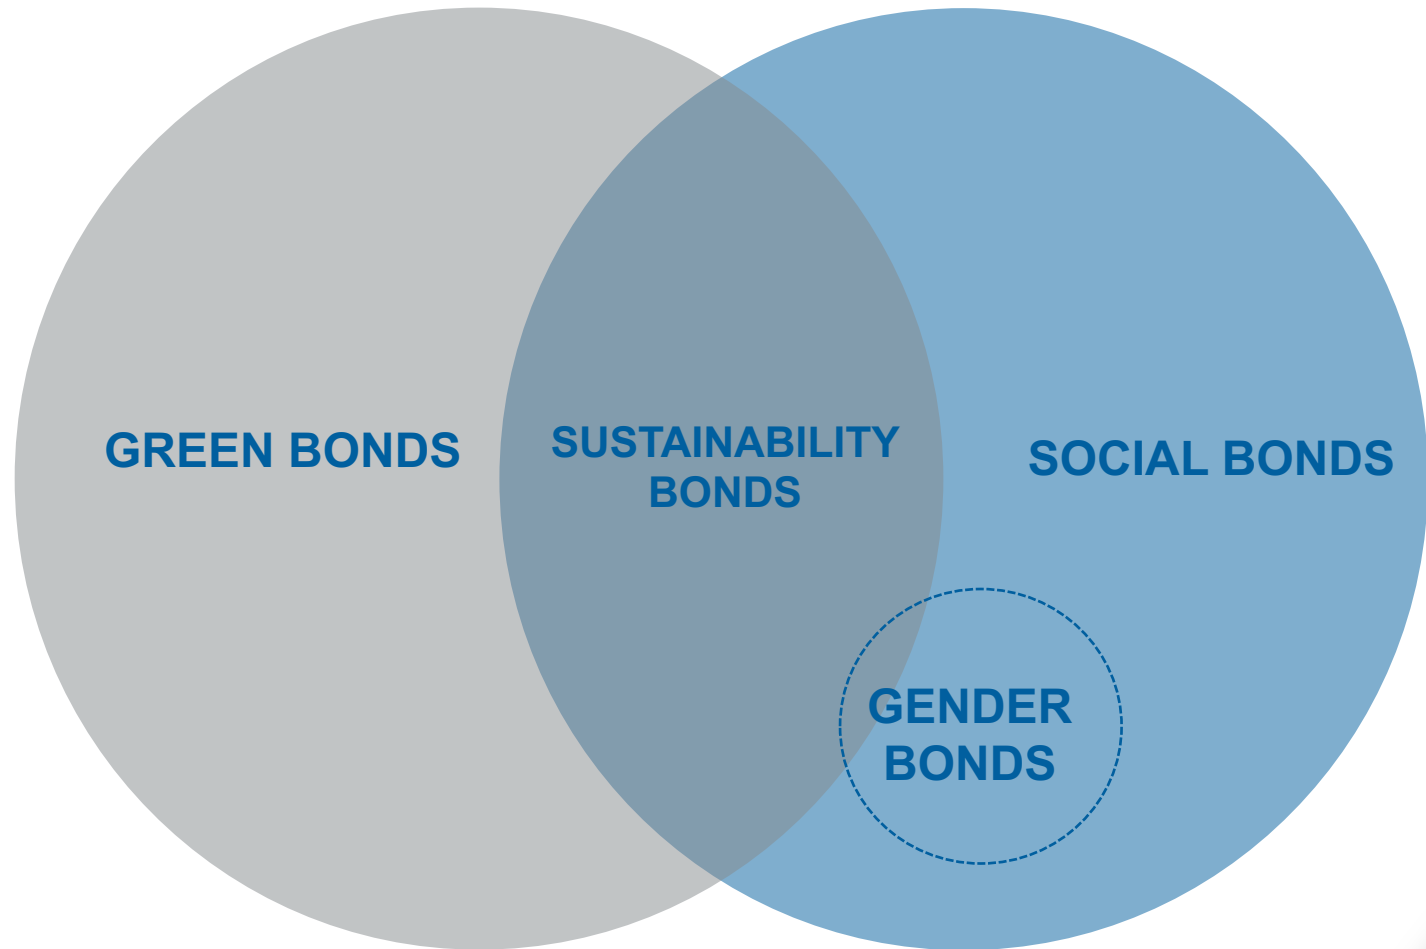 GREEN BONDS
SUSTAINABILITY
BONDS
SOCIAL BONDS
GENDER
BONDS